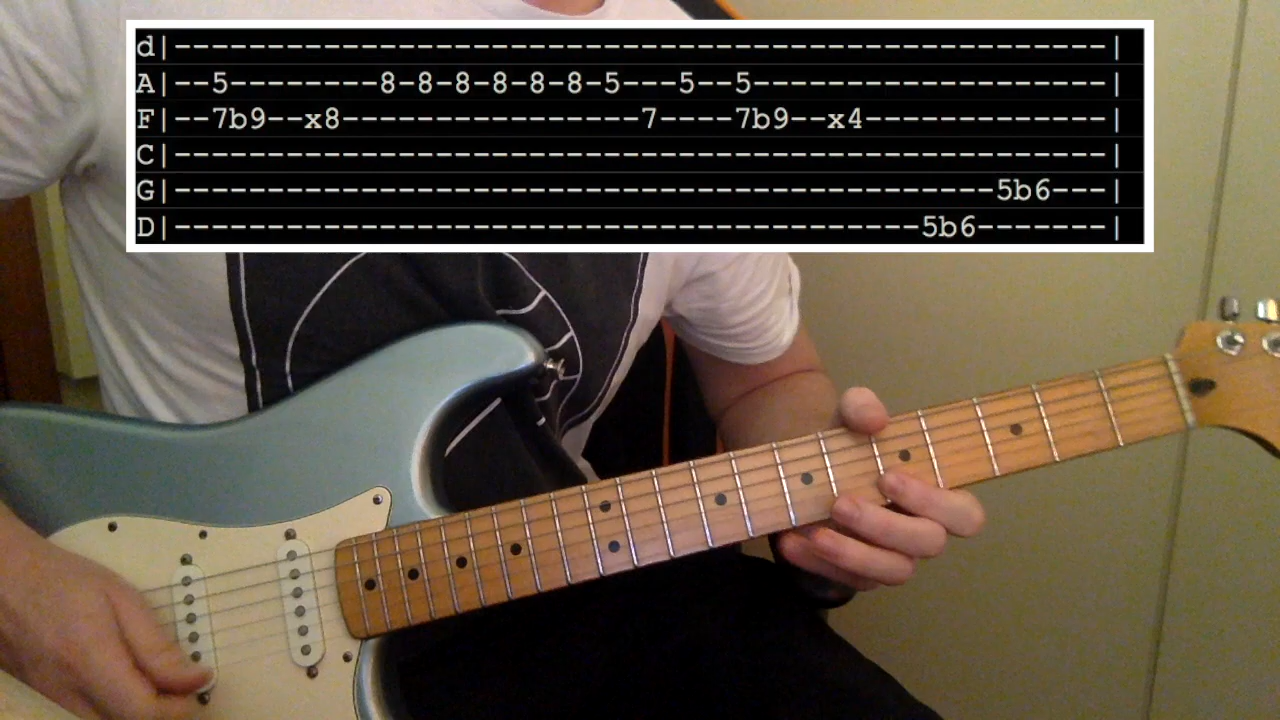 d|--------------------------------------------------|
A|--5--------8-8-8-8-8-8-5---5--5-------------------|
F|--7b9--x8----------------7----7b9--x4-------------|
C|--------------------------------------------------|
G|--------------------------------------------5b6---|
D|----------------------------------------5b6-------|